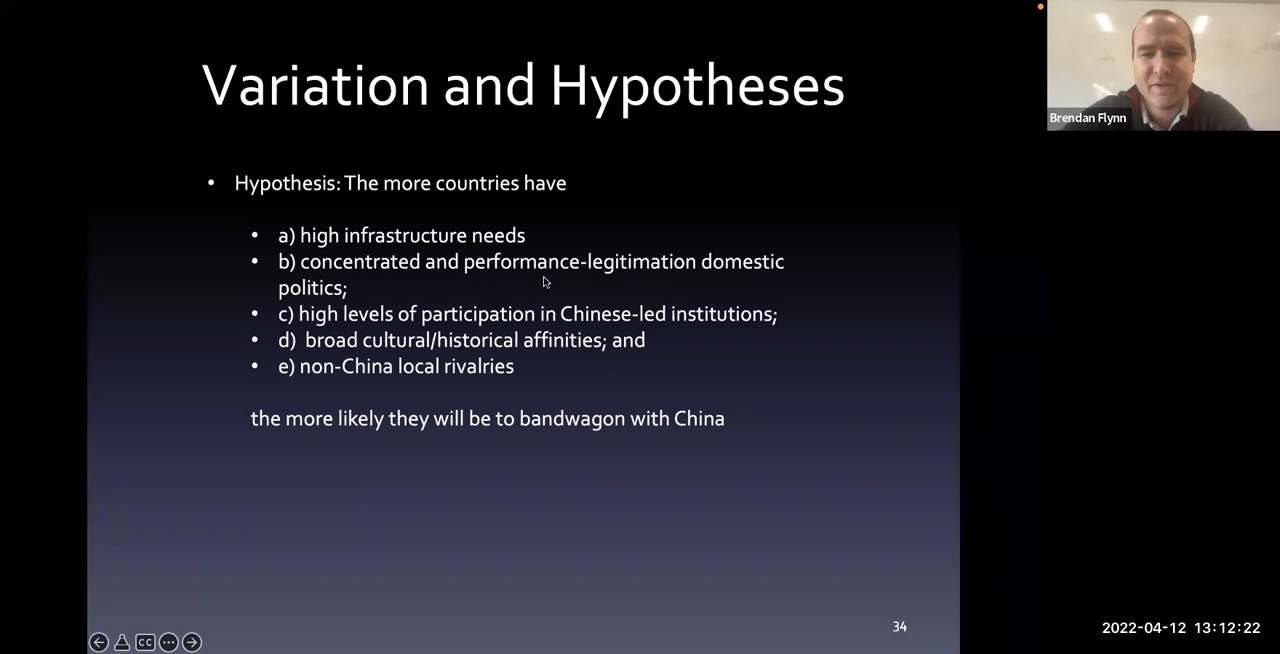 Variation and Hypotheses
Brendan Flynn
• Hypothesis: The more countries have
• a) high infrastructure needs
• b) concentrated and performance-legitimation domestic
politics;
• c) high levels of participation in Chinese-led institutions;
• d) broad cultural/historical affinities; and
• e) non-China local rivalries
the more likely they will be to bandwagon with China
34
CC
2022-04-12 13:12:22